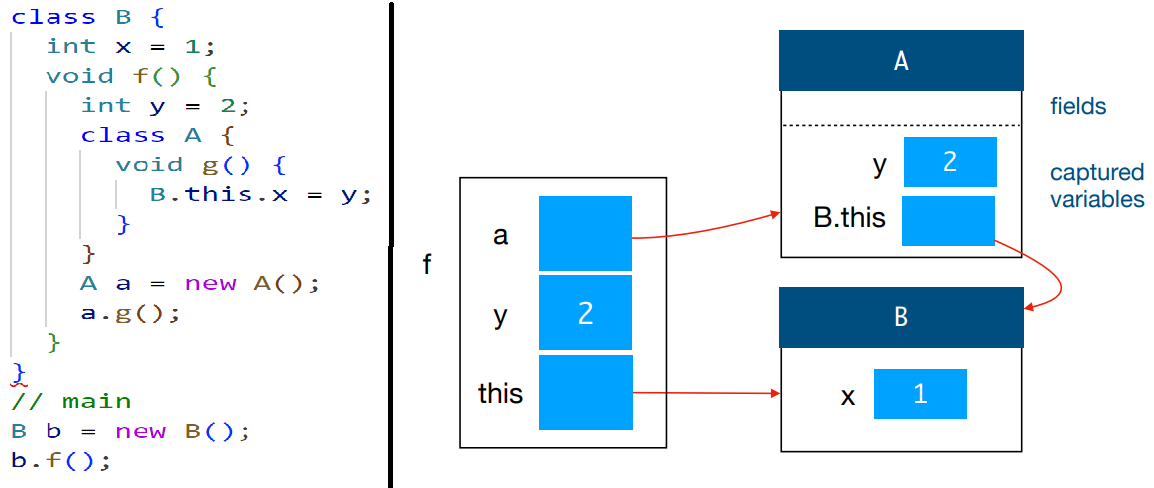 class B {
int x = 1;
void f() {
int y = 2;
class A {
void g() {
B.this.x = y;
}
}
A a = new A();
a.g();
}
}
// main
B b = new B();
b.f();
f
a
y 2
this
A
fields
y 2
captured
variables
B.this
B
x 1